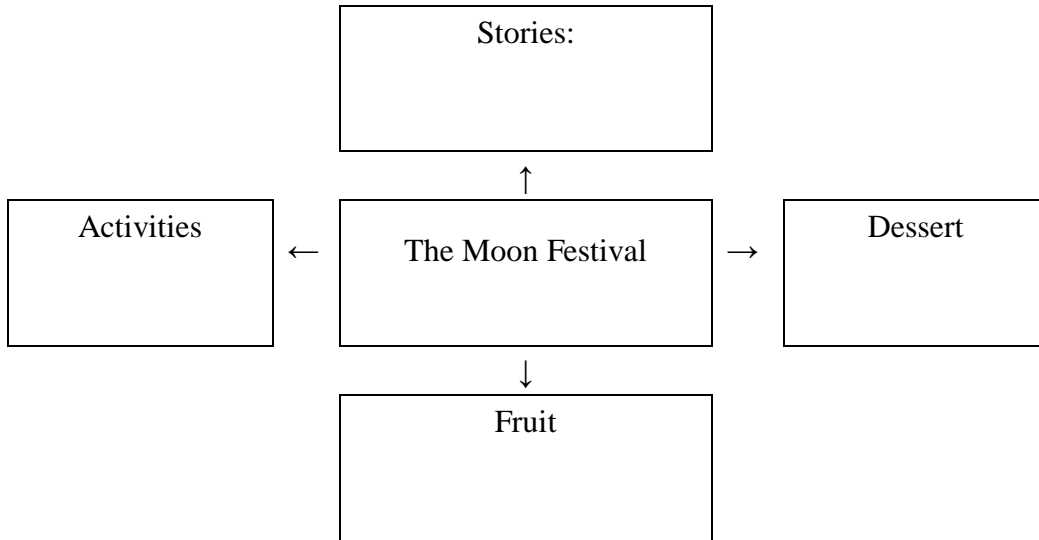 Stories:
↑
Activities
←
The Moon Festival
→
Dessert
↓
Fruit